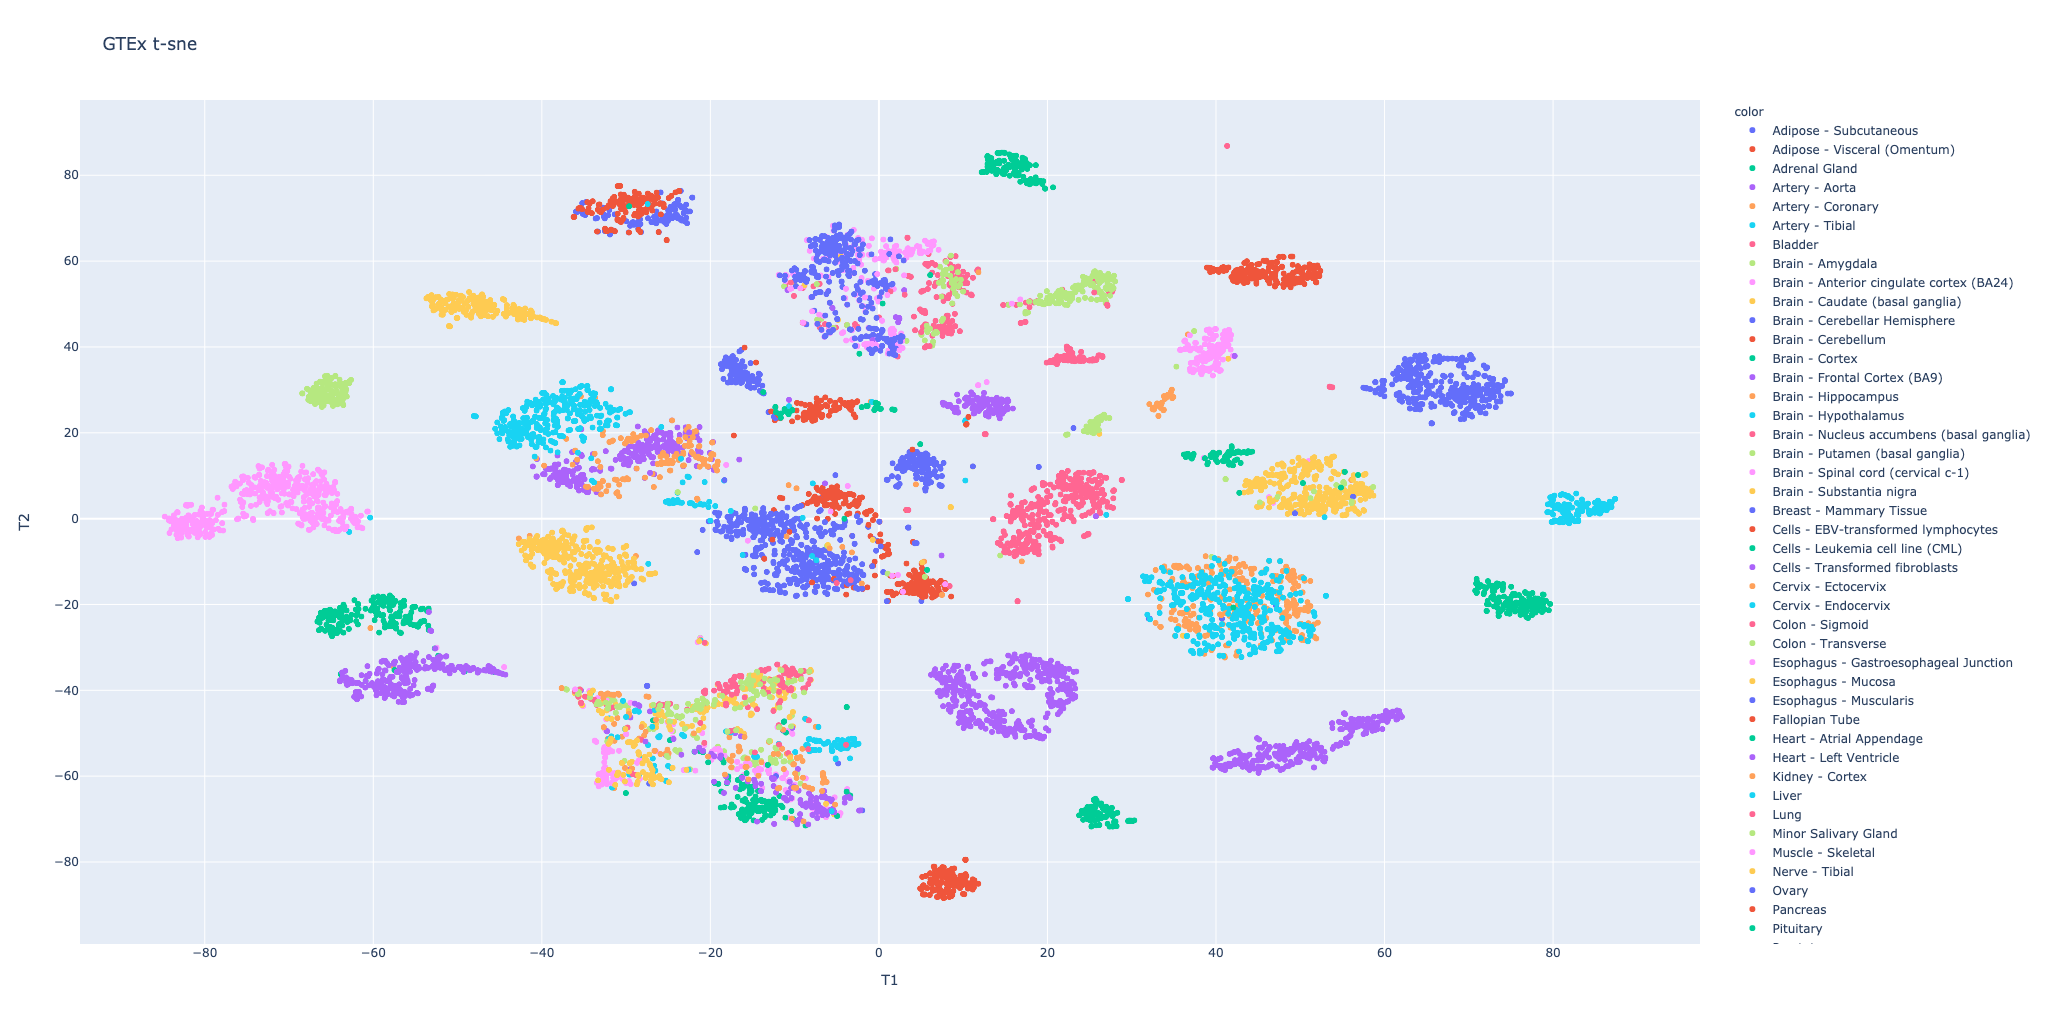 GTEx t-sne
color
Adipose - Subcutaneous
Adipose - Visceral (Omentum)
Adrenal Gland
Artery - Aorta
Artery - Coronary
Artery - Tibial
Bladder
Brain - Amygdala
Brain - Anterior cingulate cortex (BA24)
Brain - Caudate (basal ganglia)
Brain - Cerebellar Hemisphere
Brain - Cerebellum
Brain - Cortex
Brain - Frontal Cortex (BA9)
Brain - Hippocampus
Brain - Hypothalamus
Brain - Nucleus accumbens (basal ganglia)
Brain - Putamen (basal ganglia)
Brain - Spinal cord (cervical c-1)
Brain - Substantia nigra
Breast - Mammary Tissue
Cells - EBV-transformed lymphocytes
Cells - Leukemia cell line (CML)
Cells - Transformed fibroblasts
Cervix - Ectocervix
Cervix - Endocervix
Colon - Sigmoid
Colon - Transverse
Esophagus - Gastroesophageal Junction
Esophagus - Mucosa
Esophagus - Muscularis
Fallopian Tube
Heart - Atrial Appendage
Heart - Left Ventricle
Kidney - Cortex
Liver
Lung
Minor Salivary Gland
Muscle - Skeletal
Nerve - Tibial
Ovary
Pancreas
Pituitary
80
60
40
20
0
−20
−40
−60
−80
T2
−80
−60
−40
−20
0
20
40
60
80
T1